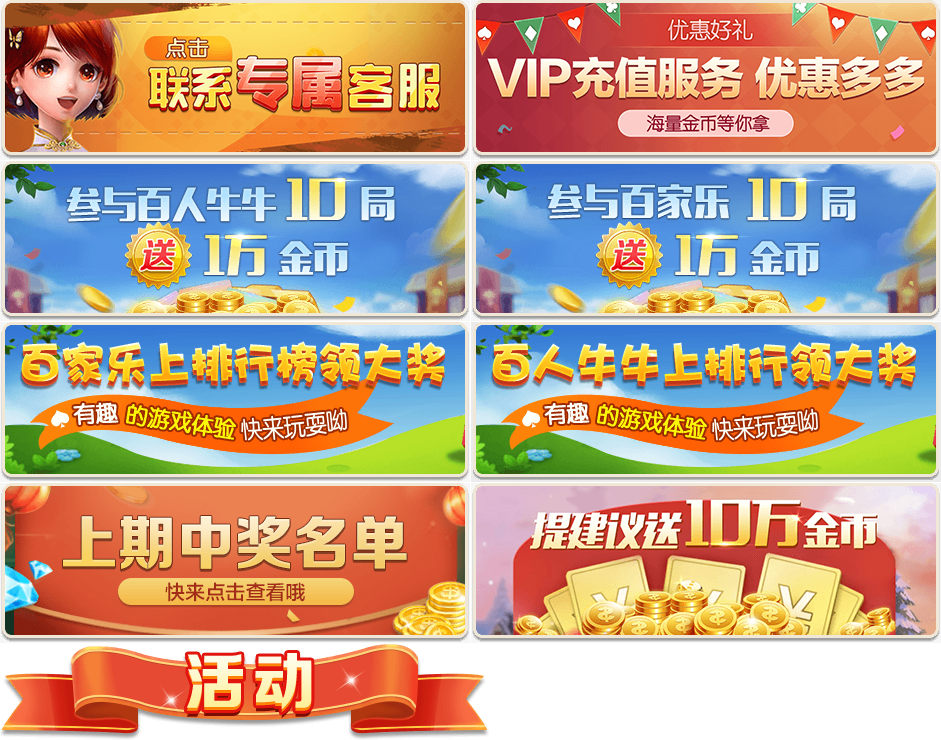 点击
联系专属客服
优惠好礼
VIP充值服务 优惠多多
海量金币等你拿
参与百人牛牛10局
送1万金币
参与百家乐10局
送1万金币
百家乐上排行榜领大奖
有趣的游戏体验快来玩耍呦
百人牛牛上排行领大奖
有趣的游戏体验快来玩耍呦
上期中奖名单
快来点击查看哦
提建议送10万金币
活动